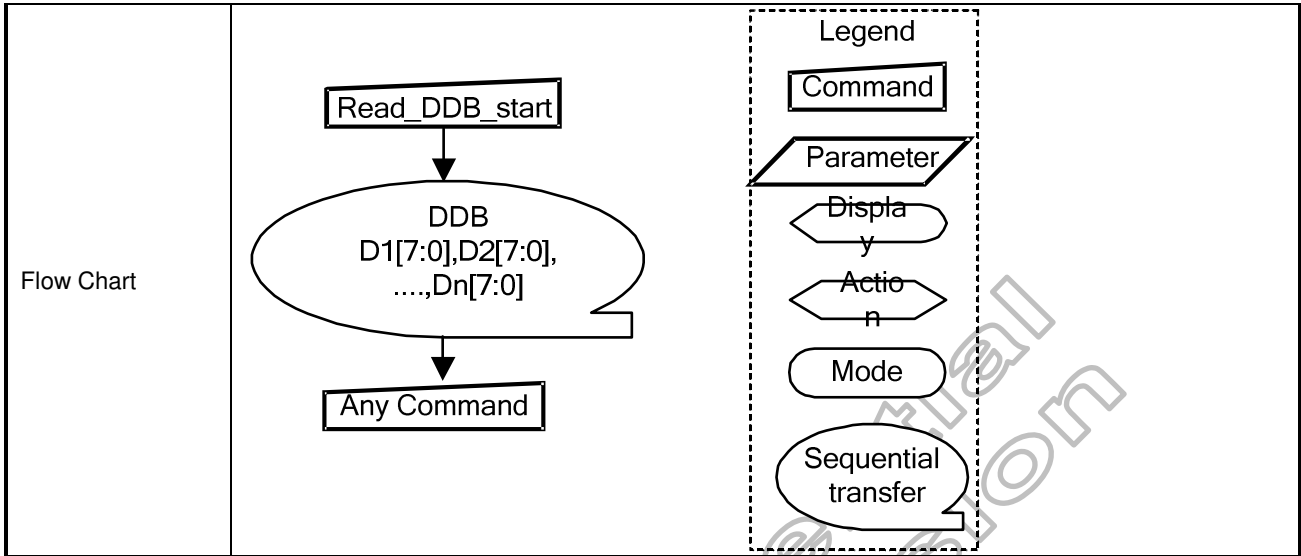 Flow Chart
Read_DDB_start
DDB
D1[7:0],D2[7:0],
....,Dn[7:0]
Any Command
Legend
Command
Parameter
Displa
y
Actio
n
Mode
Sequential
transfer